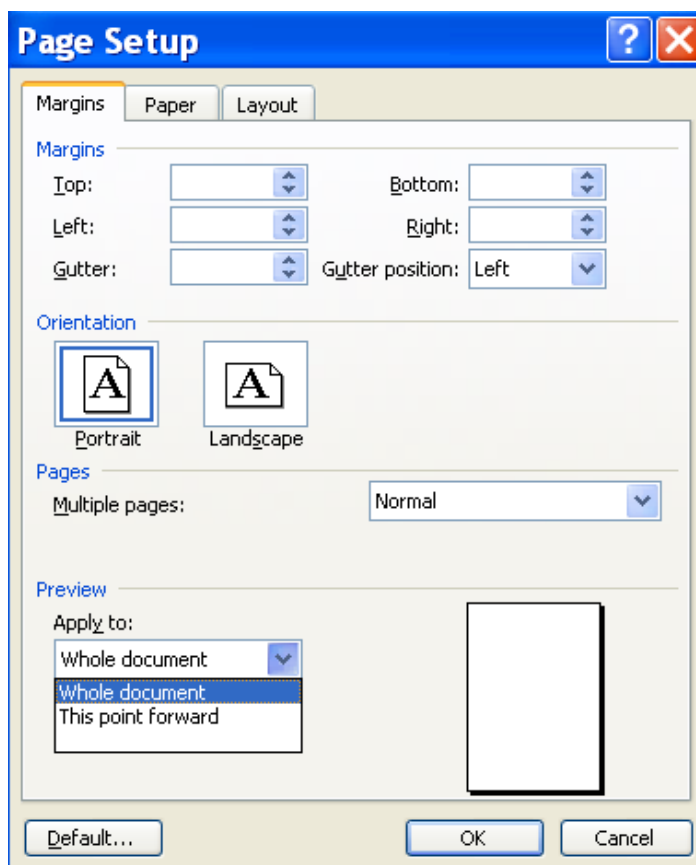 Page Setup
Margins Paper Layout
Margins
Top: Bottom:
Left: Right:
Gutter: Gutter position: Left
Orientation
A A
Portrait Landscape
Pages
Multiple pages: Normal
Preview
Apply to:
Whole document
Whole document
This point forward
Default... OK Cancel